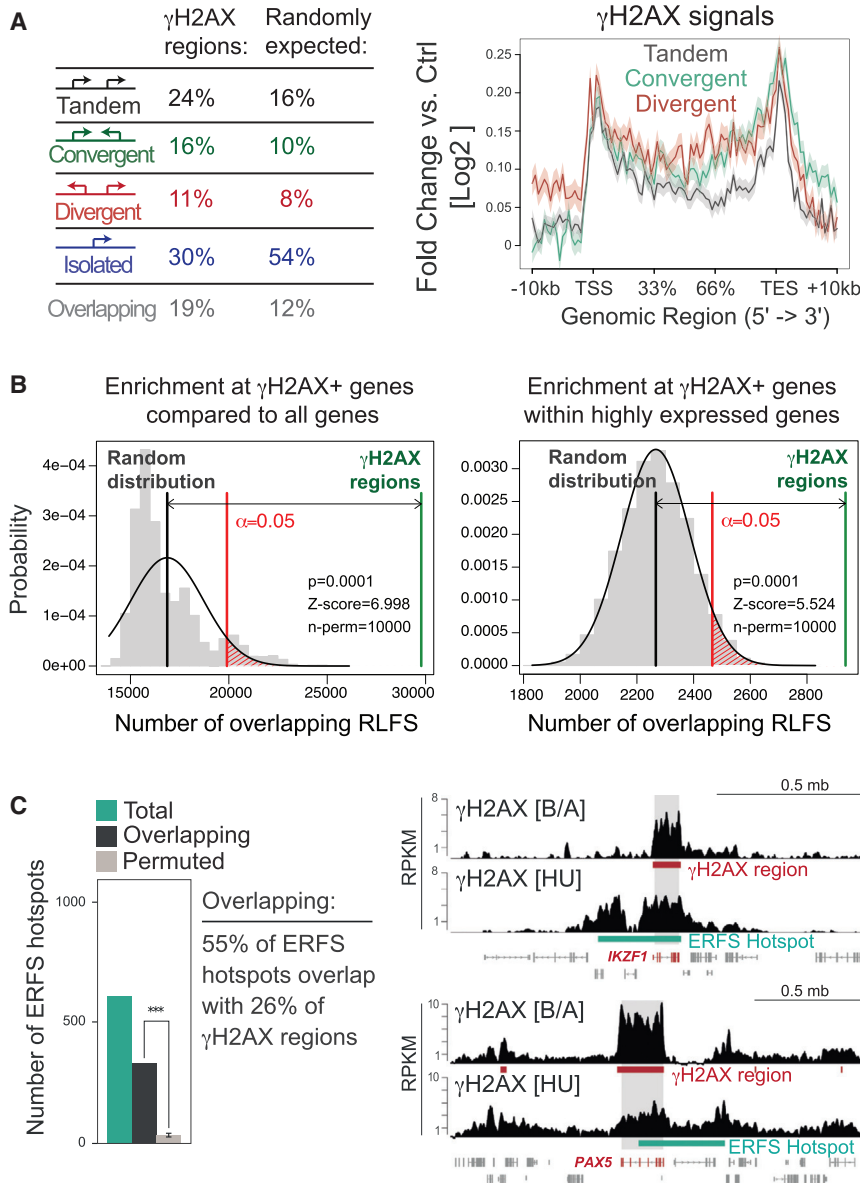 A
γH2AX regions:
Randomly expected:
Tandem 24% 16%
Convergent 16% 10%
Divergent 11% 8%
Isolated 30% 54%
Overlapping 19% 12%
γH2AX signals
Tandem
Convergent
Divergent
Fold Change vs. Ctrl
[Log2 ]
0.25
0.20
0.15
0.10
0.05
0
-10kb TSS 33% 66% TES +10kb
Genomic Region (5' -> 3')
B
Enrichment at γH2AX+ genes
compared to all genes
Random
distribution
γH2AX
regions
α=0.05
p=0.0001
Z-score=6.998
n-perm=10000
Probability
4e−04
3e−04
2e−04
1e−04
0e+00
15000 20000 25000 30000
Number of overlapping RLFS
Enrichment at γH2AX+ genes
within highly expressed genes
Random
distribution
γH2AX
regions
α=0.05
p=0.0001
Z-score=5.524
n-perm=10000
0.0030
0.0025
0.0020
0.0015
0.0010
0.0005
0.0000
1800 2000 2200 2400 2600 2800
Number of overlapping RLFS
C
Total
Overlapping
Permuted
Number of ERFS hotspots
1000
500
0
***
Overlapping:
55% of ERFS
hotspots overlap
with 26% of
γH2AX regions
0.5 mb
RPKM
8
1
γH2AX [B/A]
γH2AX region
8
1
γH2AX [HU]
ERFS Hotspot
IKZF1
0.5 mb
RPKM
10
1
γH2AX [B/A]
γH2AX region
10
1
γH2AX [HU]
ERFS Hotspot
PAX5